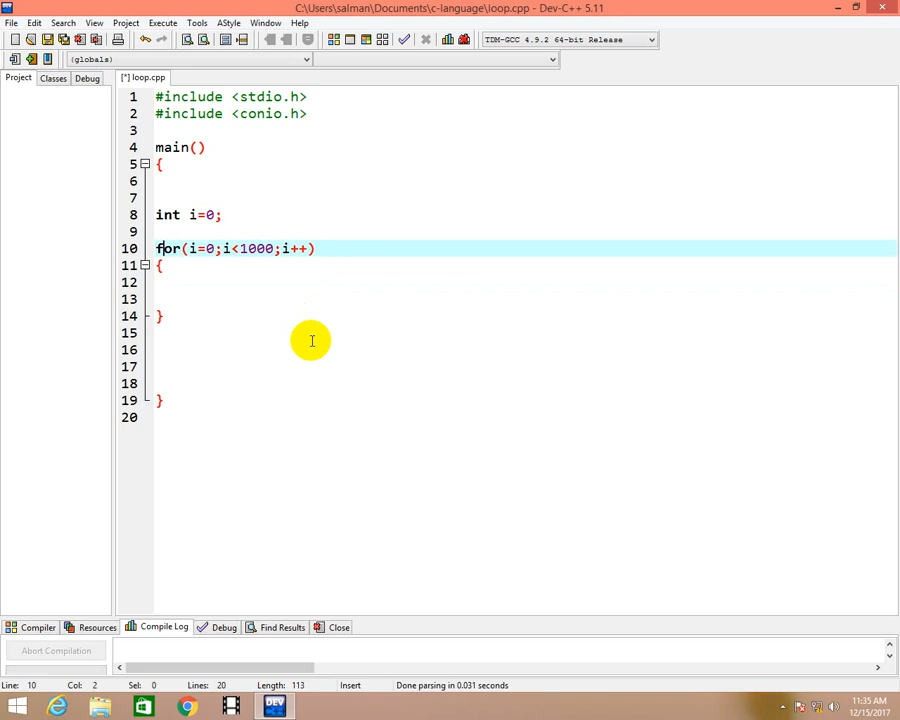 C:\Users\salman\Documents\c-language\loop.cpp - Dev-C++ 5.11
File Edit Search View Project Execute Tools AStyle Window Help
TDM-GCC 4.9.2 64-bit Release
(globals)
Project Classes Debug [*] loop.cpp
1 #include <stdio.h>
2 #include <conio.h>
3
4 main()
5 {
6
7
8 int i=0;
9
10 for(i=0;i<1000;i++)
11 {
12
13
14 }
15
16
17
18
19 }
20
Compiler Resources Compile Log Debug Find Results Close
Abort Compilation
Line: 10 Col: 2 Sel: 0 Lines: 20 Length: 113 Insert Done parsing in 0.031 seconds
DEV
11:35 AM
12/15/2017